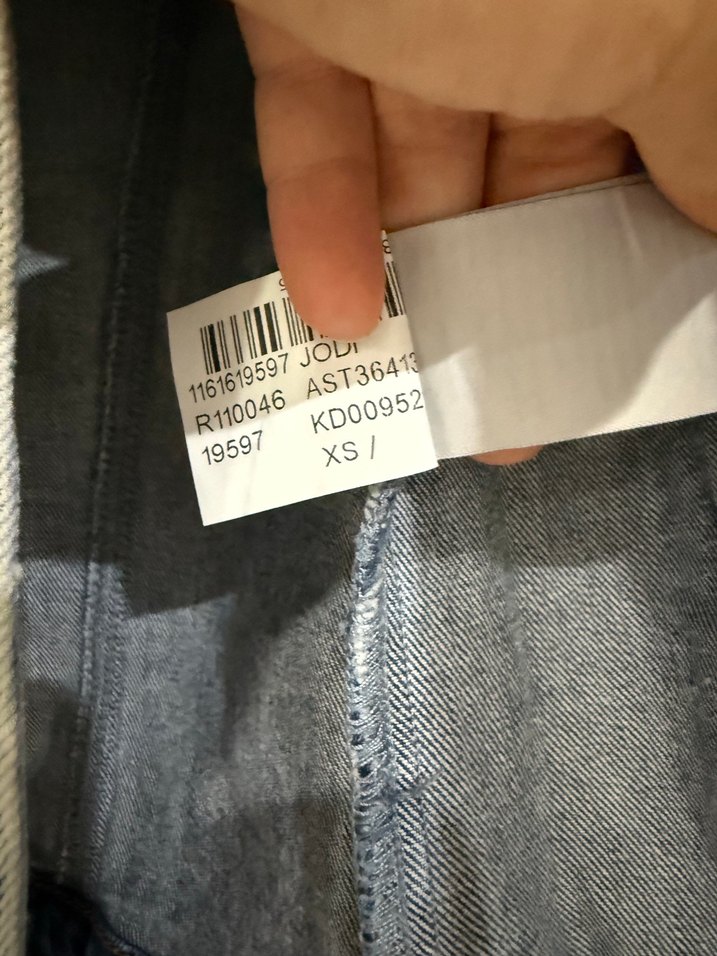 1161619597 JODI
R110046 AST36413
19597 KD00952
XS /